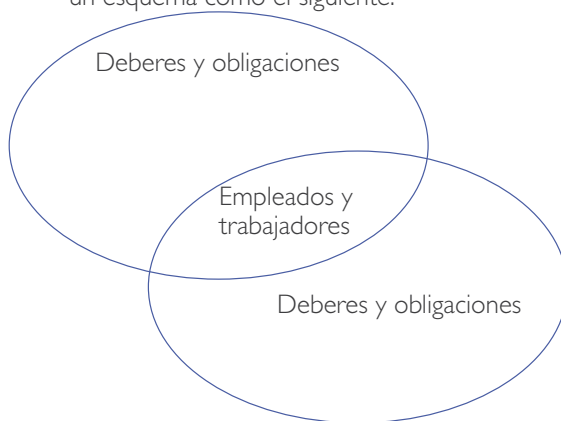 un esquema como el siguiente.
Deberes y obligaciones
Empleados y
trabajadores
Deberes y obligaciones